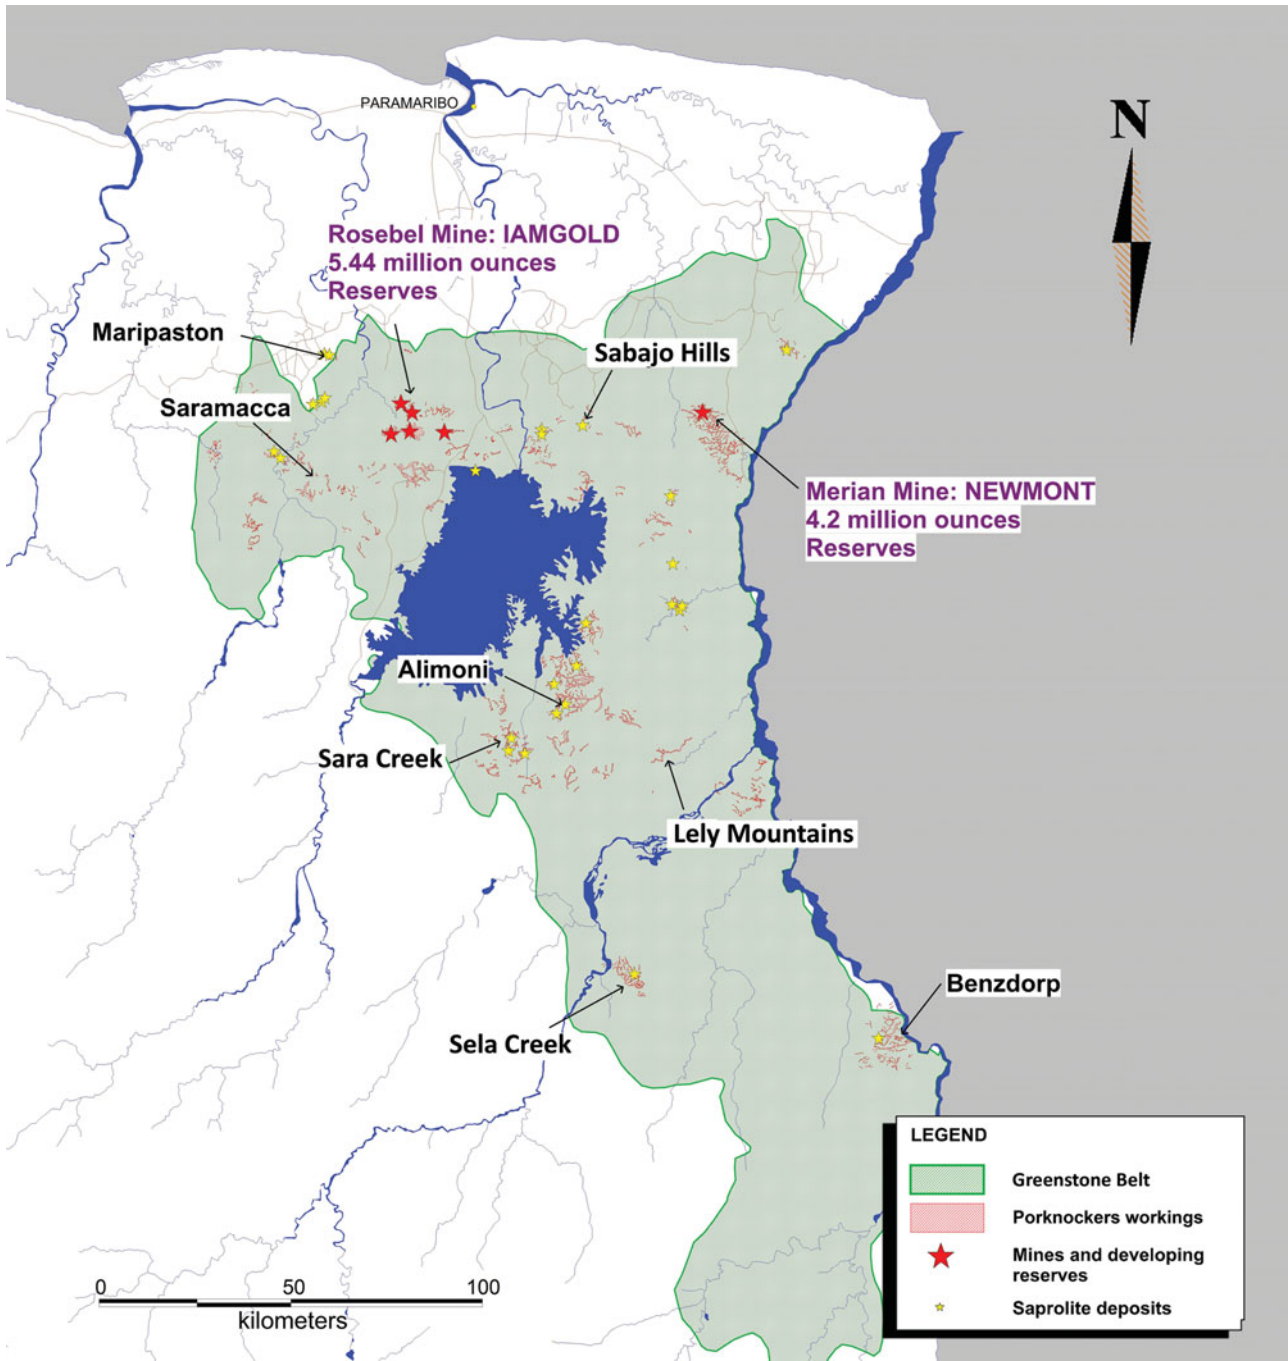 PARAMARIBO
N
Rosebel Mine: IAMGOLD
5.44 million ounces
Reserves
Maripaston
Sabajo Hills
Saramacca
Merian Mine: NEWMONT
4.2 million ounces
Reserves
Alimoni
Sara Creek
Lely Mountains
Benzdorp
Sela Creek
LEGEND
Greenstone Belt
Porknockers workings
Mines and developing
reserves
Saprolite deposits
0 50 100
kilometers